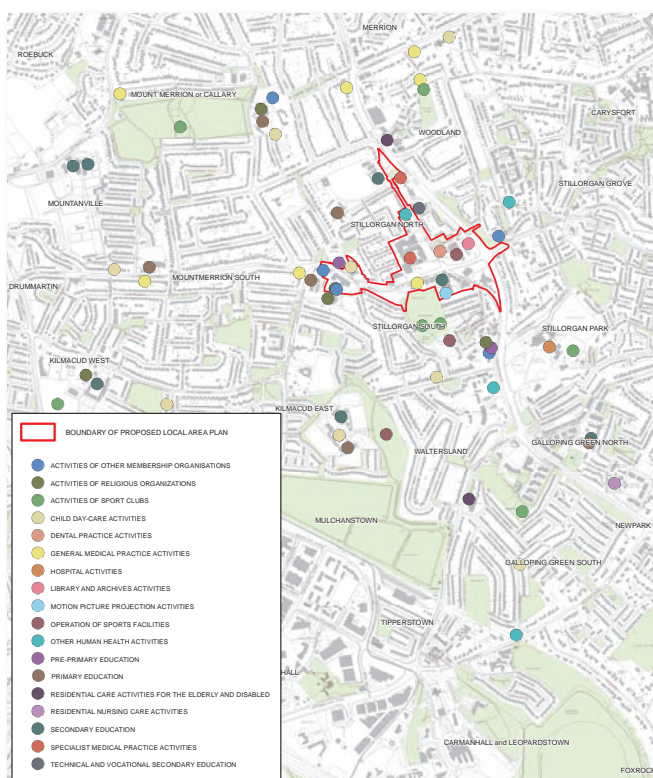 MERRION
ROEBUCK
MOUNT MERRION or CALLARY
CARYSFORT
WOODLAND
STILLORGAN GROVE
MOUNTANVILLE
STILLORGAN NORTH
MOUNTMERRION SOUTH
DRUMMARTIN
STILLORGAN SOUTH
STILLORGAN PARK
KILMACUD WEST
KILMACUD EAST
GALLOPING GREEN NORTH
WALTERSLAND
MULCHANSTOWN
NEWPARK
GALLOPING GREEN SOUTH
TIPPERSTOWN
HALL
CARMANHALL and LEOPARDSTOWN
FOXROCK
BOUNDARY OF PROPOSED LOCAL AREA PLAN
ACTIVITIES OF OTHER MEMBERSHIP ORGANISATIONS
ACTIVITIES OF RELIGIOUS ORGANIZATIONS
ACTIVITIES OF SPORT CLUBS
CHILD DAY-CARE ACTIVITIES
DENTAL PRACTICE ACTIVITIES
GENERAL MEDICAL PRACTICE ACTIVITIES
HOSPITAL ACTIVITIES
LIBRARY AND ARCHIVES ACTIVITIES
MOTION PICTURE PROJECTION ACTIVITIES
OPERATION OF SPORTS FACILITIES
OTHER HUMAN HEALTH ACTIVITIES
PRE-PRIMARY EDUCATION
PRIMARY EDUCATION
RESIDENTIAL CARE ACTIVITIES FOR THE ELDERLY AND DISABLED
RESIDENTIAL NURSING CARE ACTIVITIES
SECONDARY EDUCATION
SPECIALIST MEDICAL PRACTICE ACTIVITIES
TECHNICAL AND VOCATIONAL SECONDARY EDUCATION